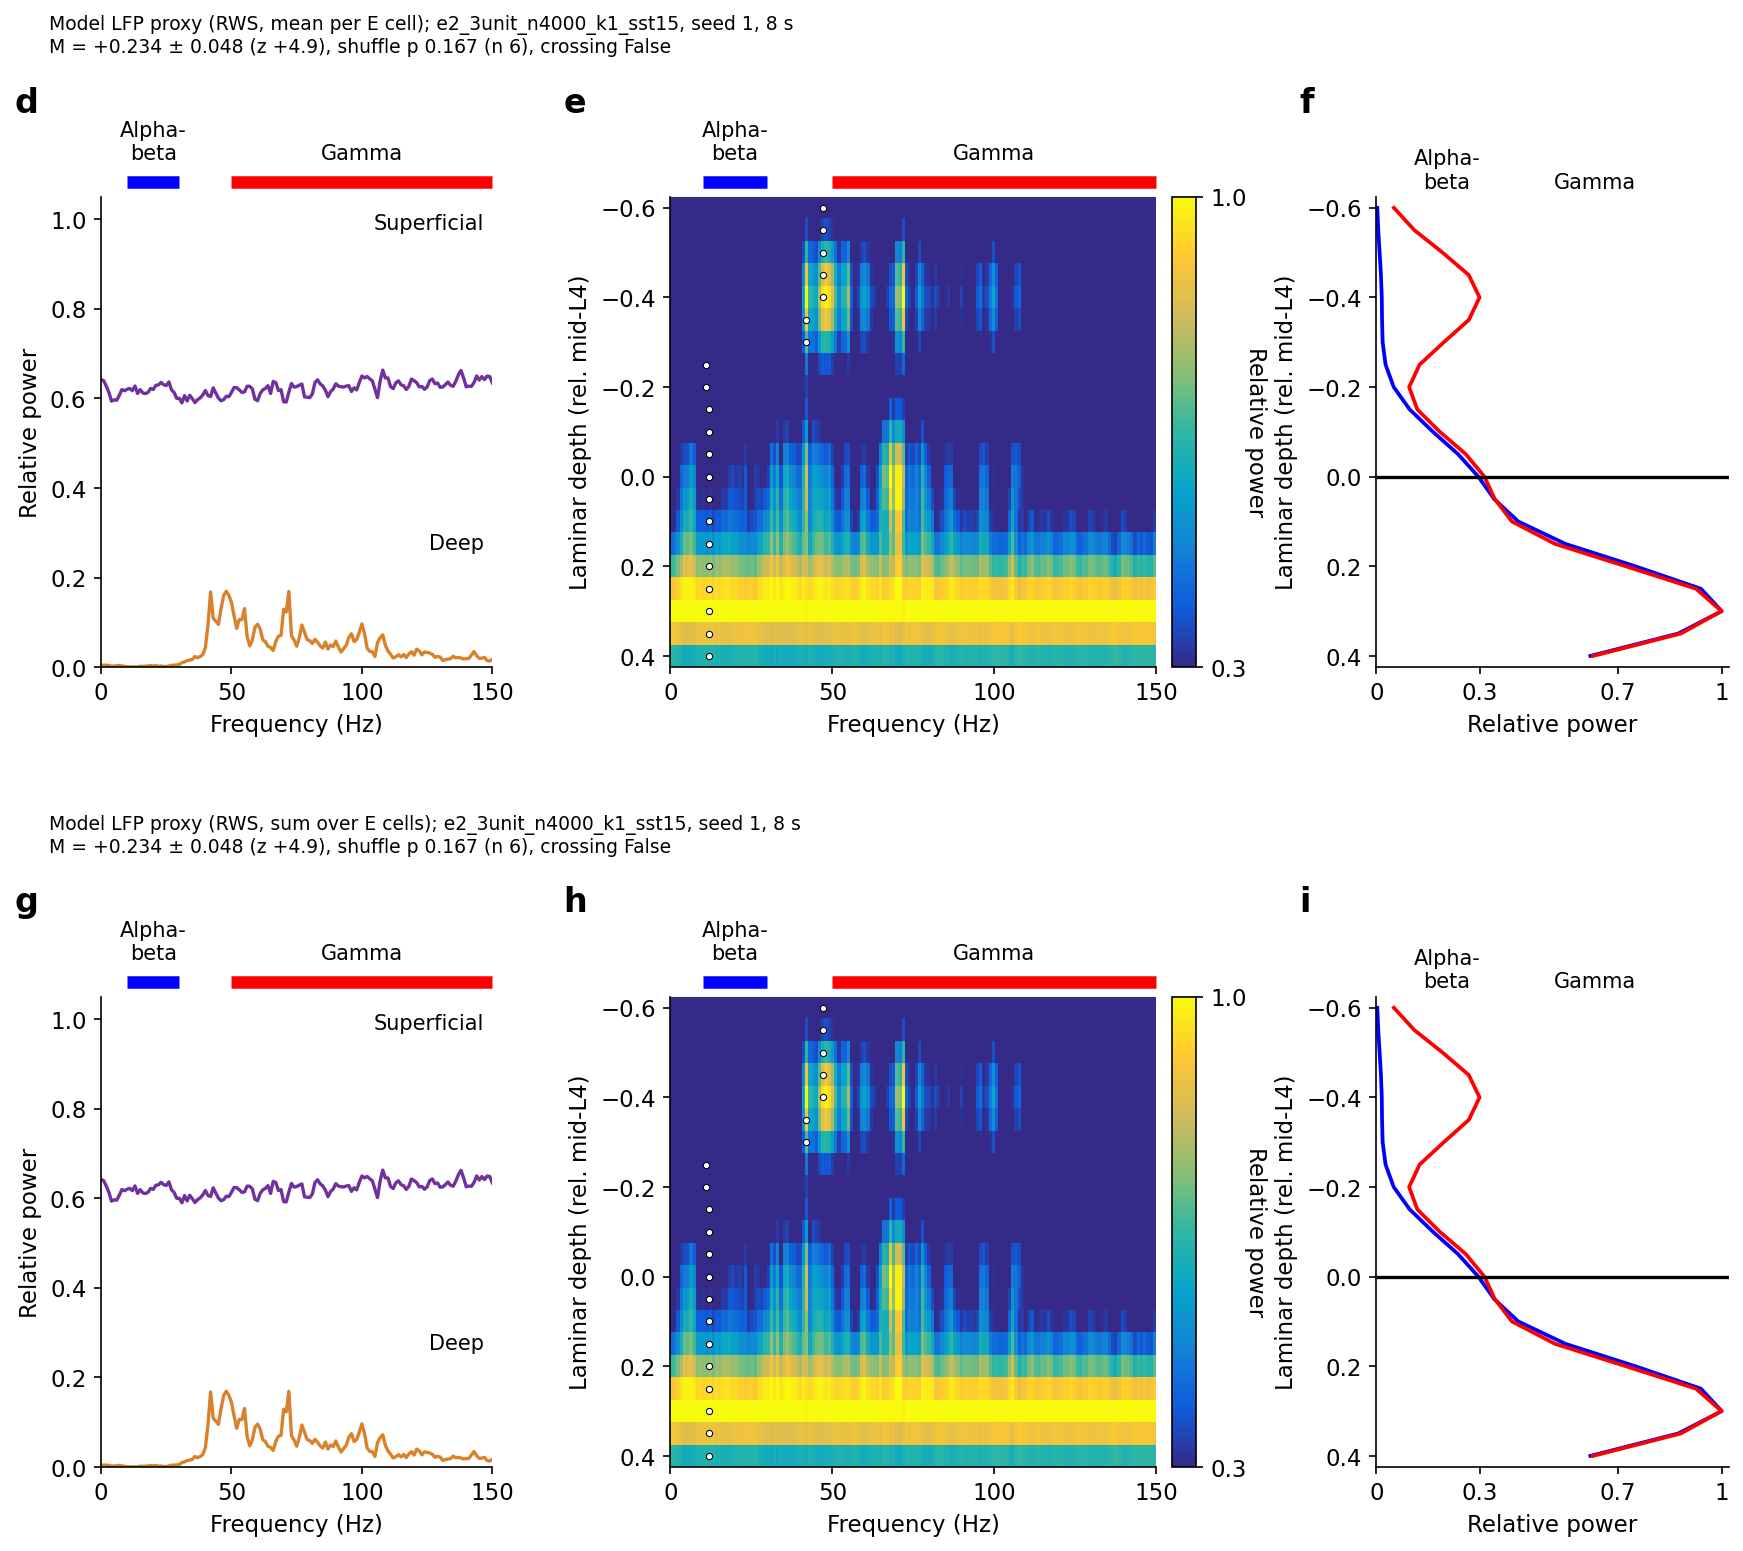 Model LFP proxy (RWS, mean per E cell); e2_3unit_n4000_k1_sst15, seed 1, 8 s
M = +0.234 ± 0.048 (z +4.9), shuffle p 0.167 (n 6), crossing False
d
Alpha-
beta
Gamma
Superficial
Deep
1.0
0.8
0.6
0.4
0.2
0.0
0
50
100
150
Relative power
Frequency (Hz)
e
Alpha-
beta
Gamma
−0.6
−0.4
−0.2
0.0
0.2
0.4
0
50
100
150
Laminar depth (rel. mid-L4)
Frequency (Hz)
1.0
0.3
Relative power
f
Alpha-
beta
Gamma
−0.6
−0.4
−0.2
0.0
0.2
0.4
0
0.3
0.7
1
Laminar depth (rel. mid-L4)
Relative power
Model LFP proxy (RWS, sum over E cells); e2_3unit_n4000_k1_sst15, seed 1, 8 s
M = +0.234 ± 0.048 (z +4.9), shuffle p 0.167 (n 6), crossing False
g
Alpha-
beta
Gamma
Superficial
Deep
1.0
0.8
0.6
0.4
0.2
0.0
0
50
100
150
Relative power
Frequency (Hz)
h
Alpha-
beta
Gamma
−0.6
−0.4
−0.2
0.0
0.2
0.4
0
50
100
150
Laminar depth (rel. mid-L4)
Frequency (Hz)
1.0
0.3
Relative power
i
Alpha-
beta
Gamma
−0.6
−0.4
−0.2
0.0
0.2
0.4
0
0.3
0.7
1
Laminar depth (rel. mid-L4)
Relative power